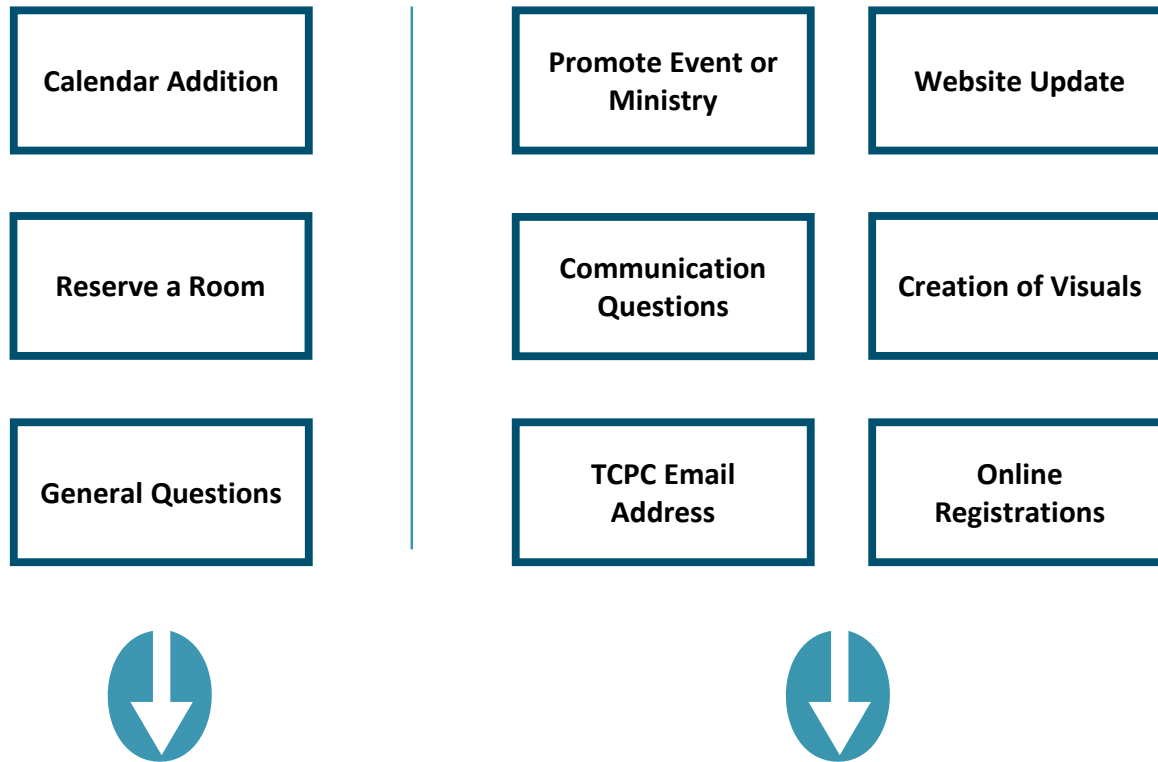 Calendar Addition
Reserve a Room
General Questions
Promote Event or
Ministry
Website Update
Communication
Questions
Creation of Visuals
TCPC Email
Address
Online
Registrations